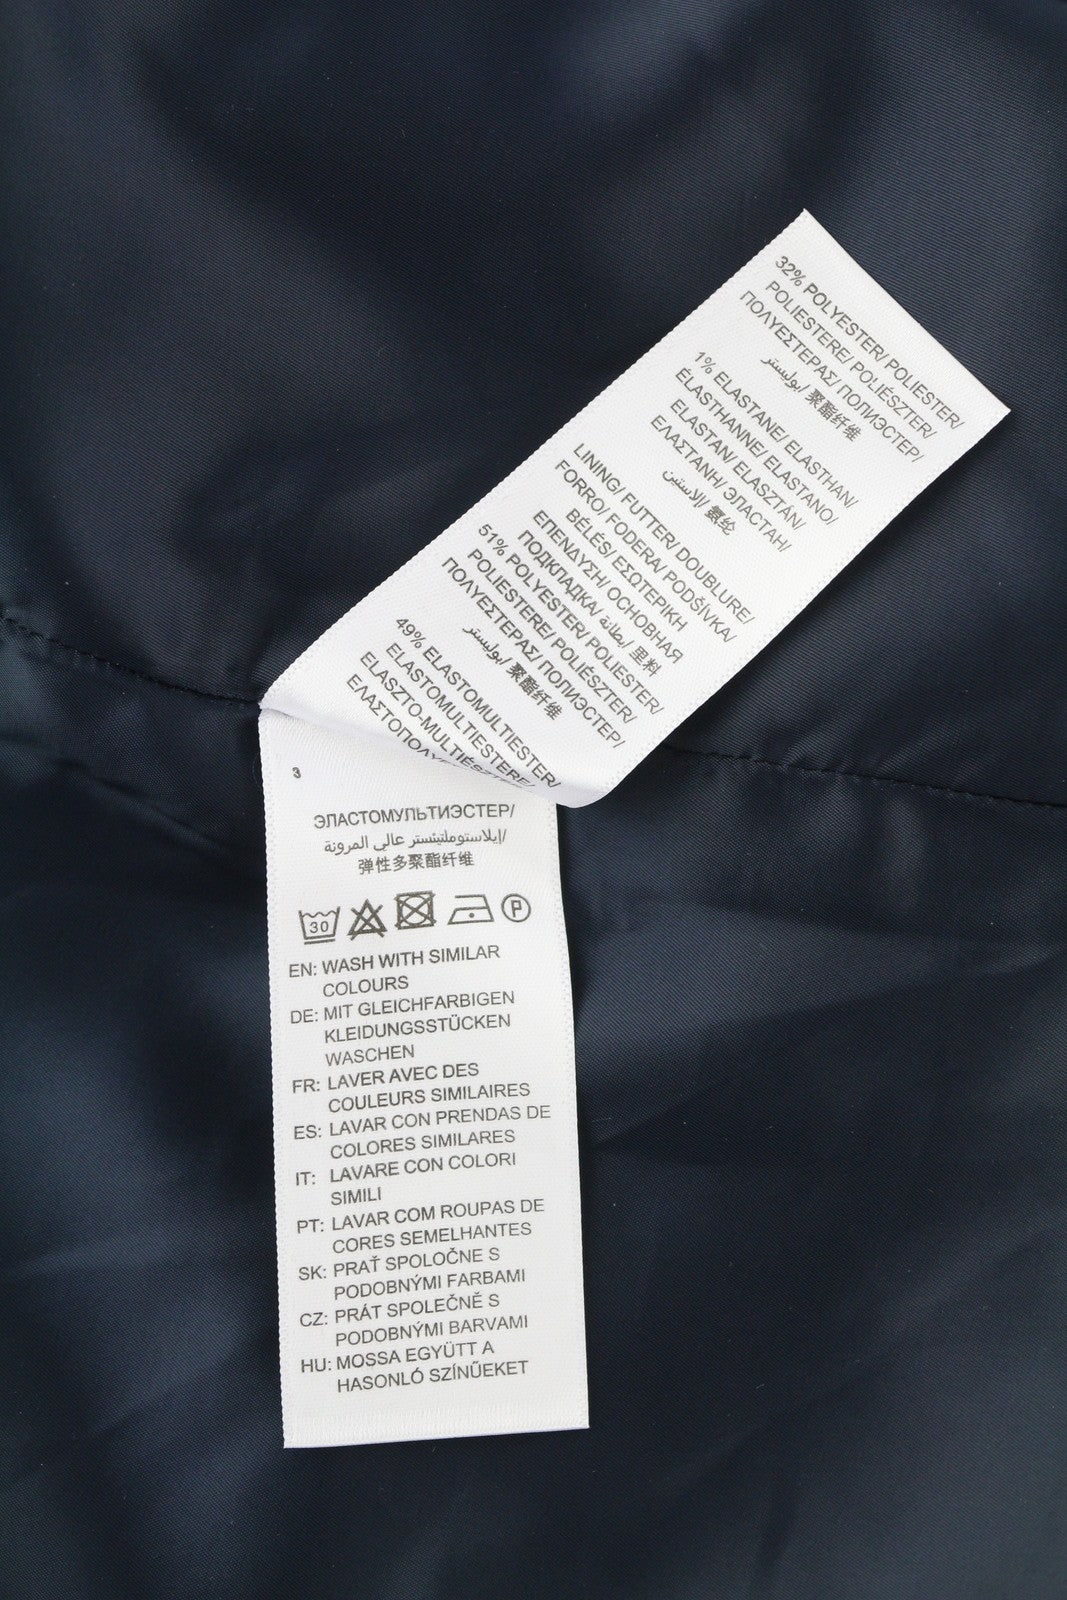 32% POLYESTER/ POLIESTER/
POLIESTERE/ POLIÉSZTER/
ΠΟΛΥΕΣΤΕΡΑΣ/ ПОЛИЭСТЕР/
بوليستر/ 聚酯纤维
1% ELASTANE/ ELASTHAN/
ÉLASTHANNE/ ELASTANO/
ELASTAN/ ELASZTÁN/
ΕΛΑΣΤΑΝΗ/ ЭЛАСТАН/
إلاستين/ 氨纶
LINING/ FUTTER/ DOUBLURE/
FORRO/ FODERA/ PODŠÍVKA/
BÉLÉS/ ΕΣΩΤΕΡΙΚΗ
ΕΠΕΝΔΥΣΗ/ ОСНОВНАЯ
ПОДКЛАДКА/ بطانة/ 里料
51% POLYESTER/ POLIESTER/
POLIESTERE/ POLIÉSZTER/
ΠΟΛΥΕΣΤΕΡΑΣ/ ПОЛИЭСТЕР/
بوليستر/ 聚酯纤维
49% ELASTOMULTIESTER/
ELASTOMULTIESTERE/
ELASZTO-MULTIÉSZTER/
3
ЭЛАСТОМУЛЬТИЭСТЕР/
إيلاستوملتيئستر عالي المرونة/
弹性多聚酯纤维
30 P
EN: WASH WITH SIMILAR
COLOURS
DE: MIT GLEICHFARBIGEN
KLEIDUNGSSTÜCKEN
WASCHEN
FR: LAVER AVEC DES
COULEURS SIMILAIRES
ES: LAVAR CON PRENDAS DE
COLORES SIMILARES
IT: LAVARE CON COLORI
SIMILI
PT: LAVAR COM ROUPAS DE
CORES SEMELHANTES
SK: PRAŤ SPOLOČNE S
PODOBNÝMI FARBAMI
CZ: PRÁT SPOLEČNĚ S
PODOBNÝMI BARVAMI
HU: MOSSA EGYÜTT A
HASONLÓ SZÍNŰEKET